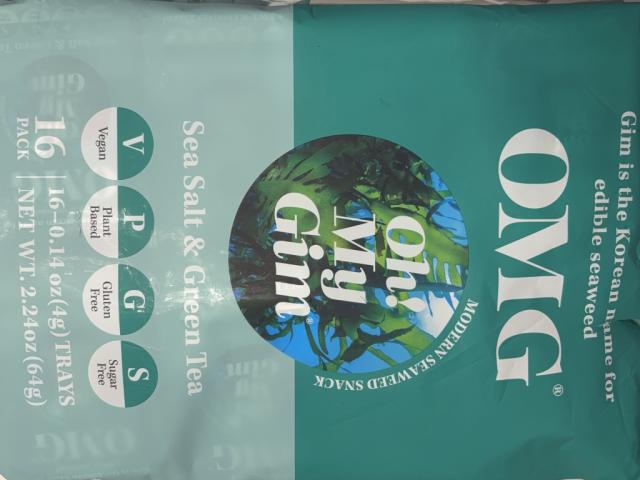 Gim is the Korean name for
edible seaweed
OMG®
Oh!
My
Gim®
MODERN SEAWEED SNACK
Sea Salt & Green Tea
V
Vegan
P
Plant
Based
G
Gluten
Free
S
Sugar
Free
16
PACK
16-0.14 oz(4g)TRAYS
NET WT. 2.24oz(64g)